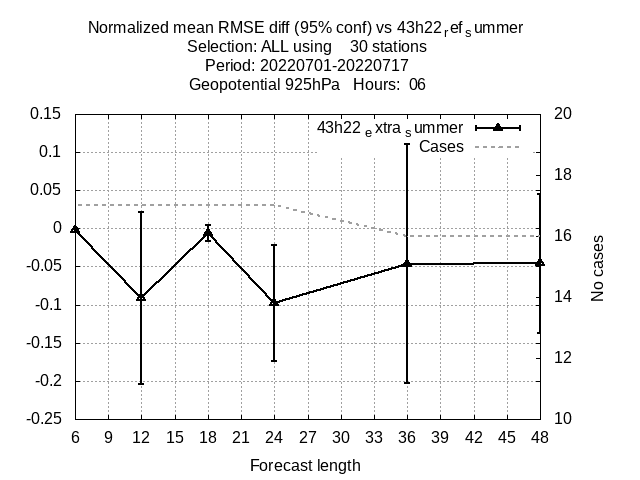 Normalized mean RMSE diff (95% conf) vs 43h22refsummer
Selection: ALL using 30 stations
Period: 20220701-20220717
Geopotential 925hPa Hours: 06
43h22extrasummer
Cases
0.15
0.1
0.05
0
-0.05
-0.1
-0.15
-0.2
-0.25
20
18
16
14
12
10
No cases
6 9 12 15 18 21 24 27 30 33 36 39 42 45 48
Forecast length